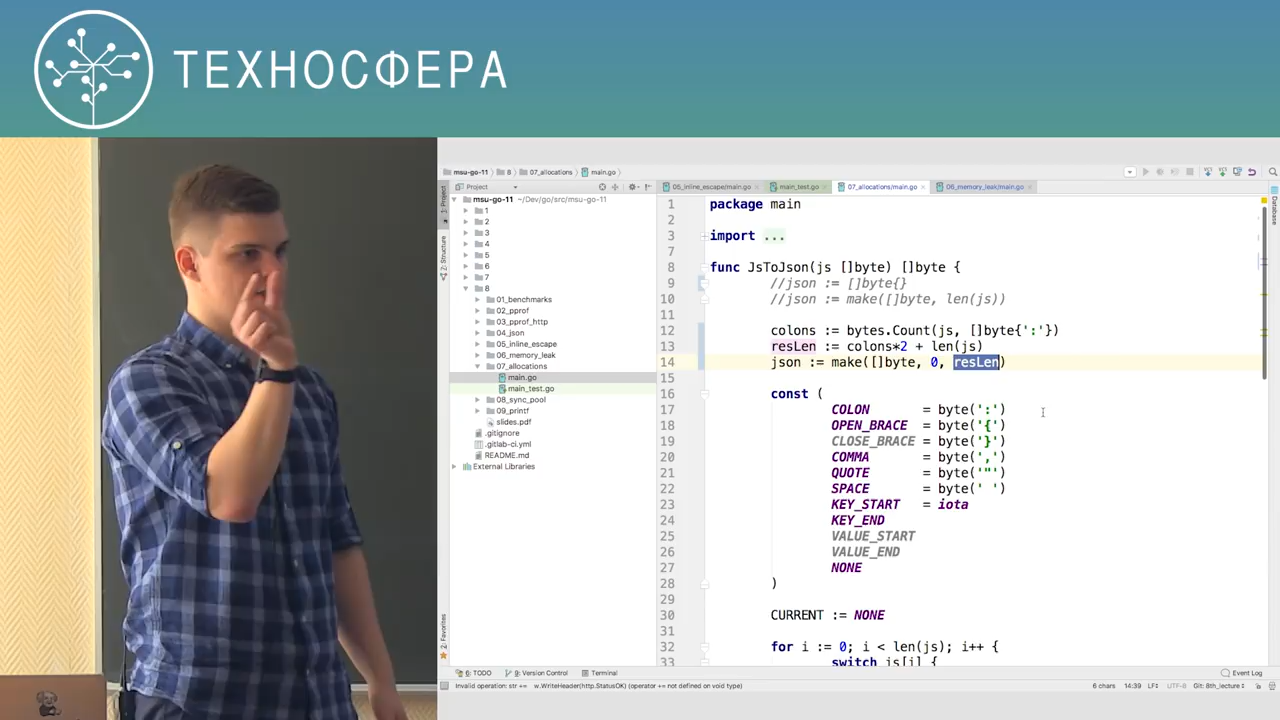 ТЕХНОСФЕРА
msu-go-11 8 07_allocations main.go
Project 05_inline_escape/main.go main_test.go 07_allocations/main.go 06_memory_leak/main.go
msu-go-11 ~/Dev/go/src/msu-go-11
1
2
3
4
5
6
7
8
01_benchmarks
02_pprof
03_pprof_http
04_json
05_inline_escape
06_memory_leak
07_allocations
main.go
main_test.go
08_sync_pool
09_printf
slides.pdf
.gitignore
.gitlab-ci.yml
README.md
External Libraries
1: Project
7: Structure
2: Favorites
Database
1 package main
2
3 import ...
7
8 func JsToJson(js []byte) []byte {
9 //json := []byte{}
10 //json := make([]byte, len(js))
11
12 colons := bytes.Count(js, []byte{':'})
13 resLen := colons*2 + len(js)
14 json := make([]byte, 0, resLen)
15
16 const (
17 COLON = byte(':')
18 OPEN_BRACE = byte('{')
19 CLOSE_BRACE = byte('}')
20 COMMA = byte(',')
21 QUOTE = byte('"')
22 SPACE = byte(' ')
23 KEY_START = iota
24 KEY_END
25 VALUE_START
26 VALUE_END
27 NONE
28 )
29
30 CURRENT := NONE
31
32 for i := 0; i < len(js); i++ {
33 switch js[i] {
6: TODO 9: Version Control Terminal Event Log
Invalid operation: str += w.WriteHeader(http.StatusOK) (operator += not defined on void type) 6 chars 14:39 LF÷ UTF-8 Git: 8th_lecture÷